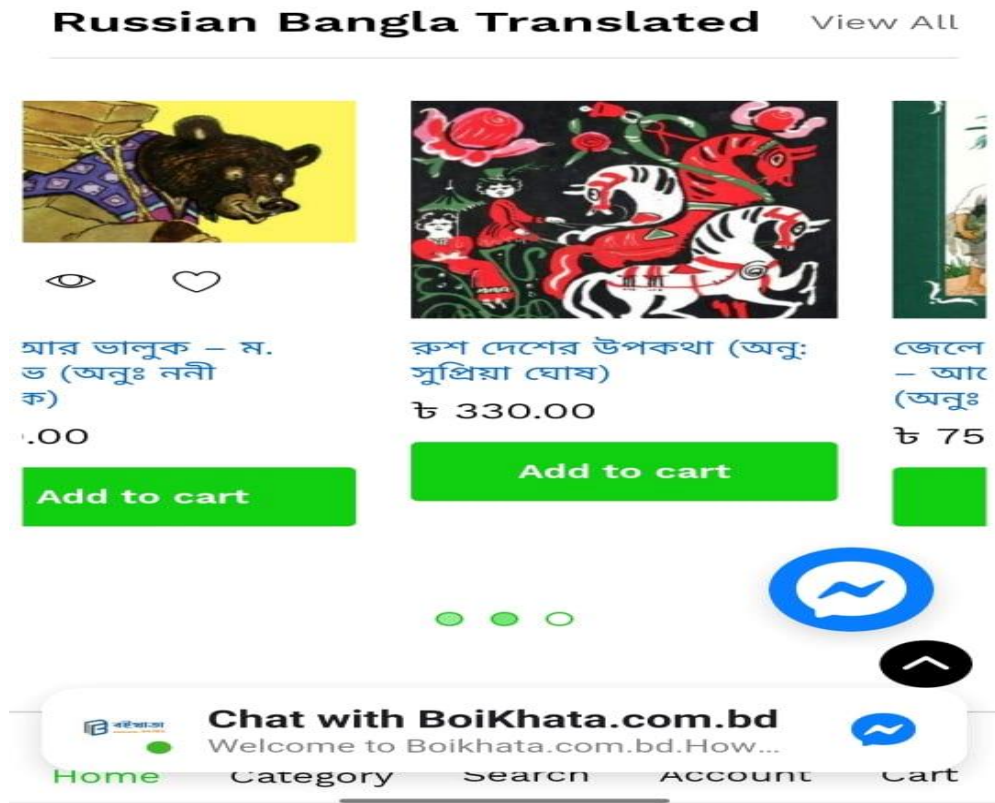 Russian Bangla Translated View All
আর ভালুক – ম.
ভ (অনুঃ ননী
ক)
.00
Add to cart
রুশ দেশের উপকথা (অনু:
সুপ্রিয়া ঘোষ)
৳ 330.00
Add to cart
জেলে
– আ
(অনুঃ
৳ 75
বইখাতা
Chat with BoiKhata.com.bd
Welcome to Boikhata.com.bd.How...
Home Category Search Account Cart